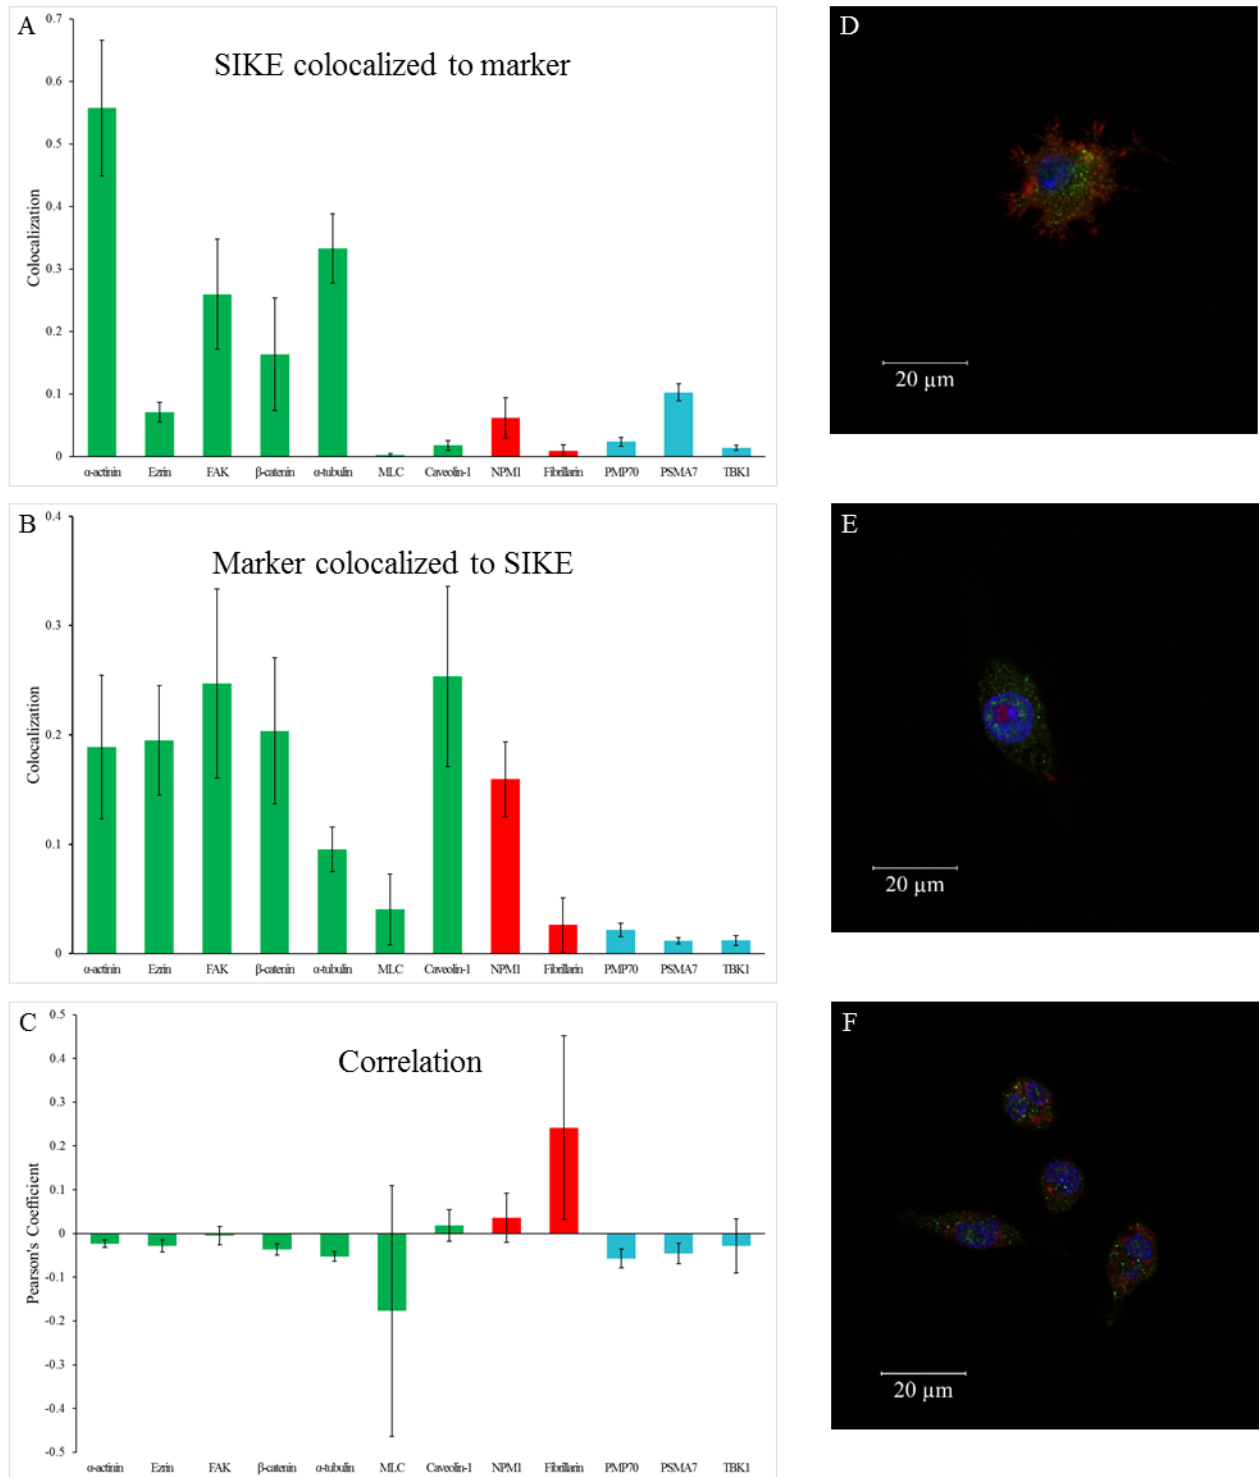 A
SIKE colocalized to marker
0.7
0.6
0.5
0.4
0.3
0.2
0.1
0
Colocalization
α-actinin Ezrin FAK β-catenin α-tubulin MLC Caveolin-1 NPM1 Fibrillarin PMP70 PSMA7 TBK1
D
20 µm
B
Marker colocalized to SIKE
0.4
0.3
0.2
0.1
0
Colocalization
α-actinin Ezrin FAK β-catenin α-tubulin MLC Caveolin-1 NPM1 Fibrillarin PMP70 PSMA7 TBK1
E
20 µm
C
Correlation
0.5
0.4
0.3
0.2
0.1
0
-0.1
-0.2
-0.3
-0.4
-0.5
Pearson's Coefficient
α-actinin Ezrin FAK β-catenin α-tubulin MLC Caveolin-1 NPM1 Fibrillarin PMP70 PSMA7 TBK1
F
20 µm